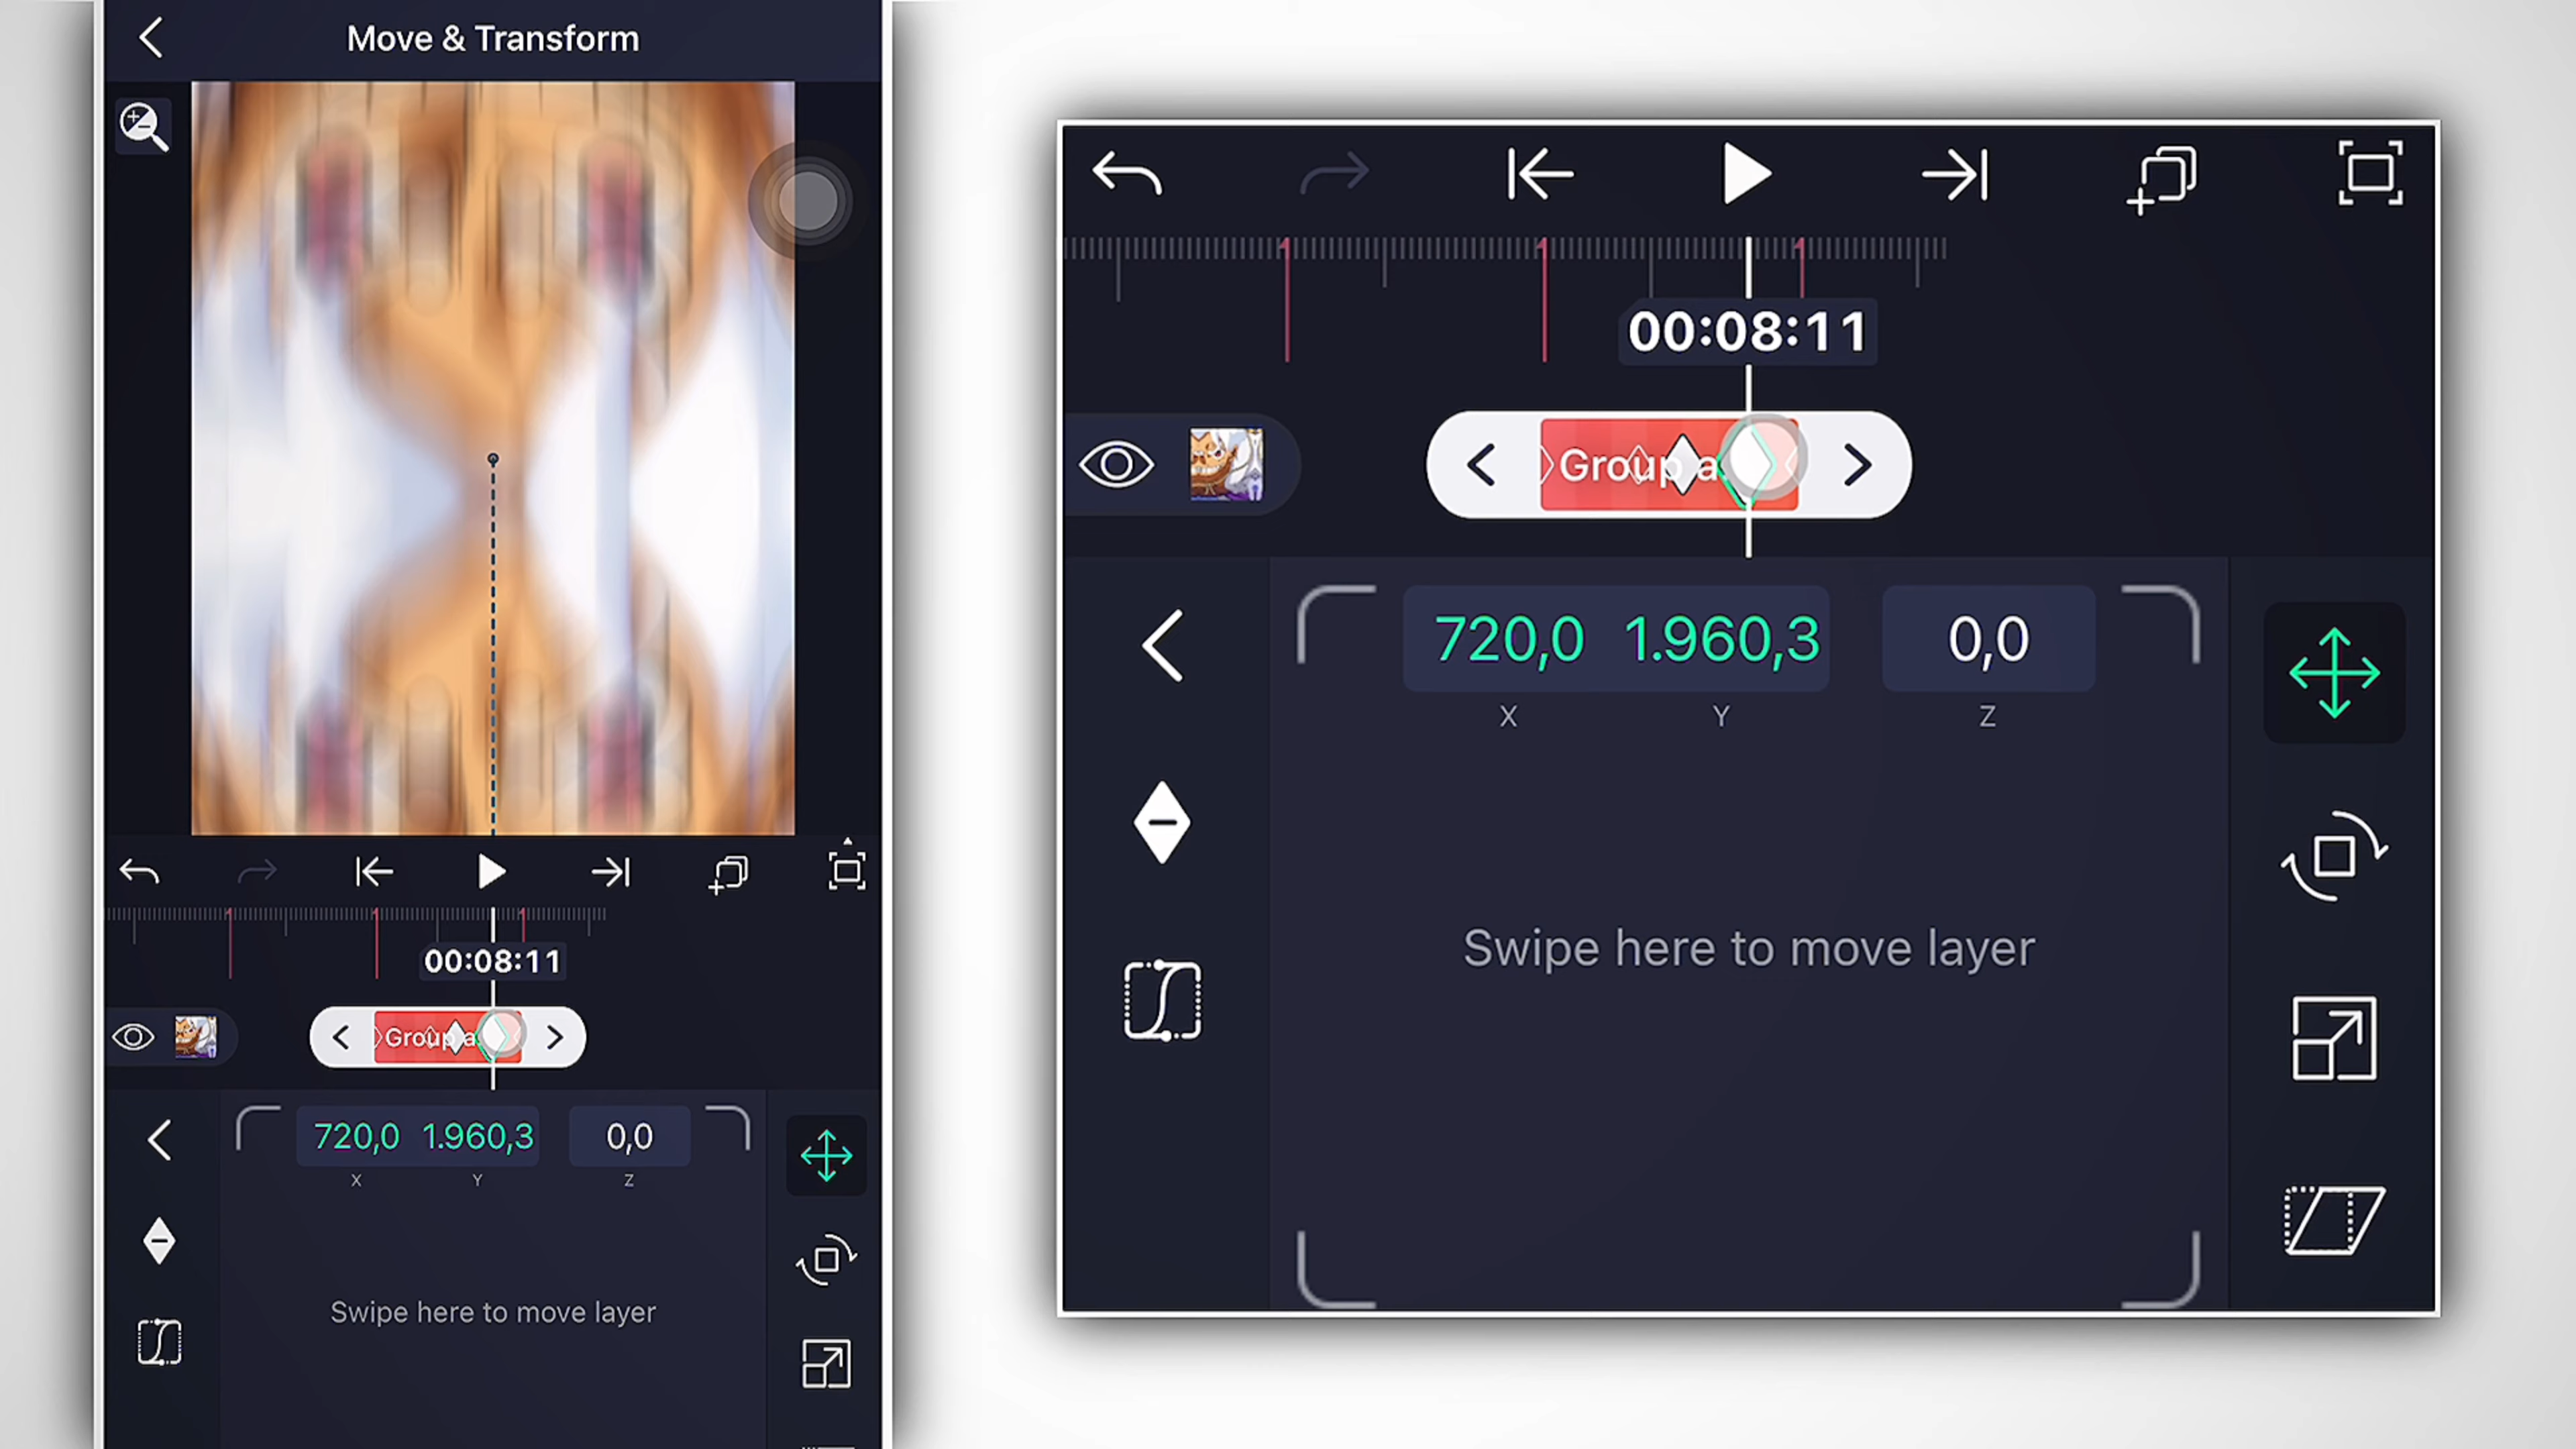 Move & Transform
00:08:11
Group a
720,0 1.960,3 0,0
X Y Z
Swipe here to move layer
00:08:11
Group a
720,0 1.960,3 0,0
X Y Z
Swipe here to move layer